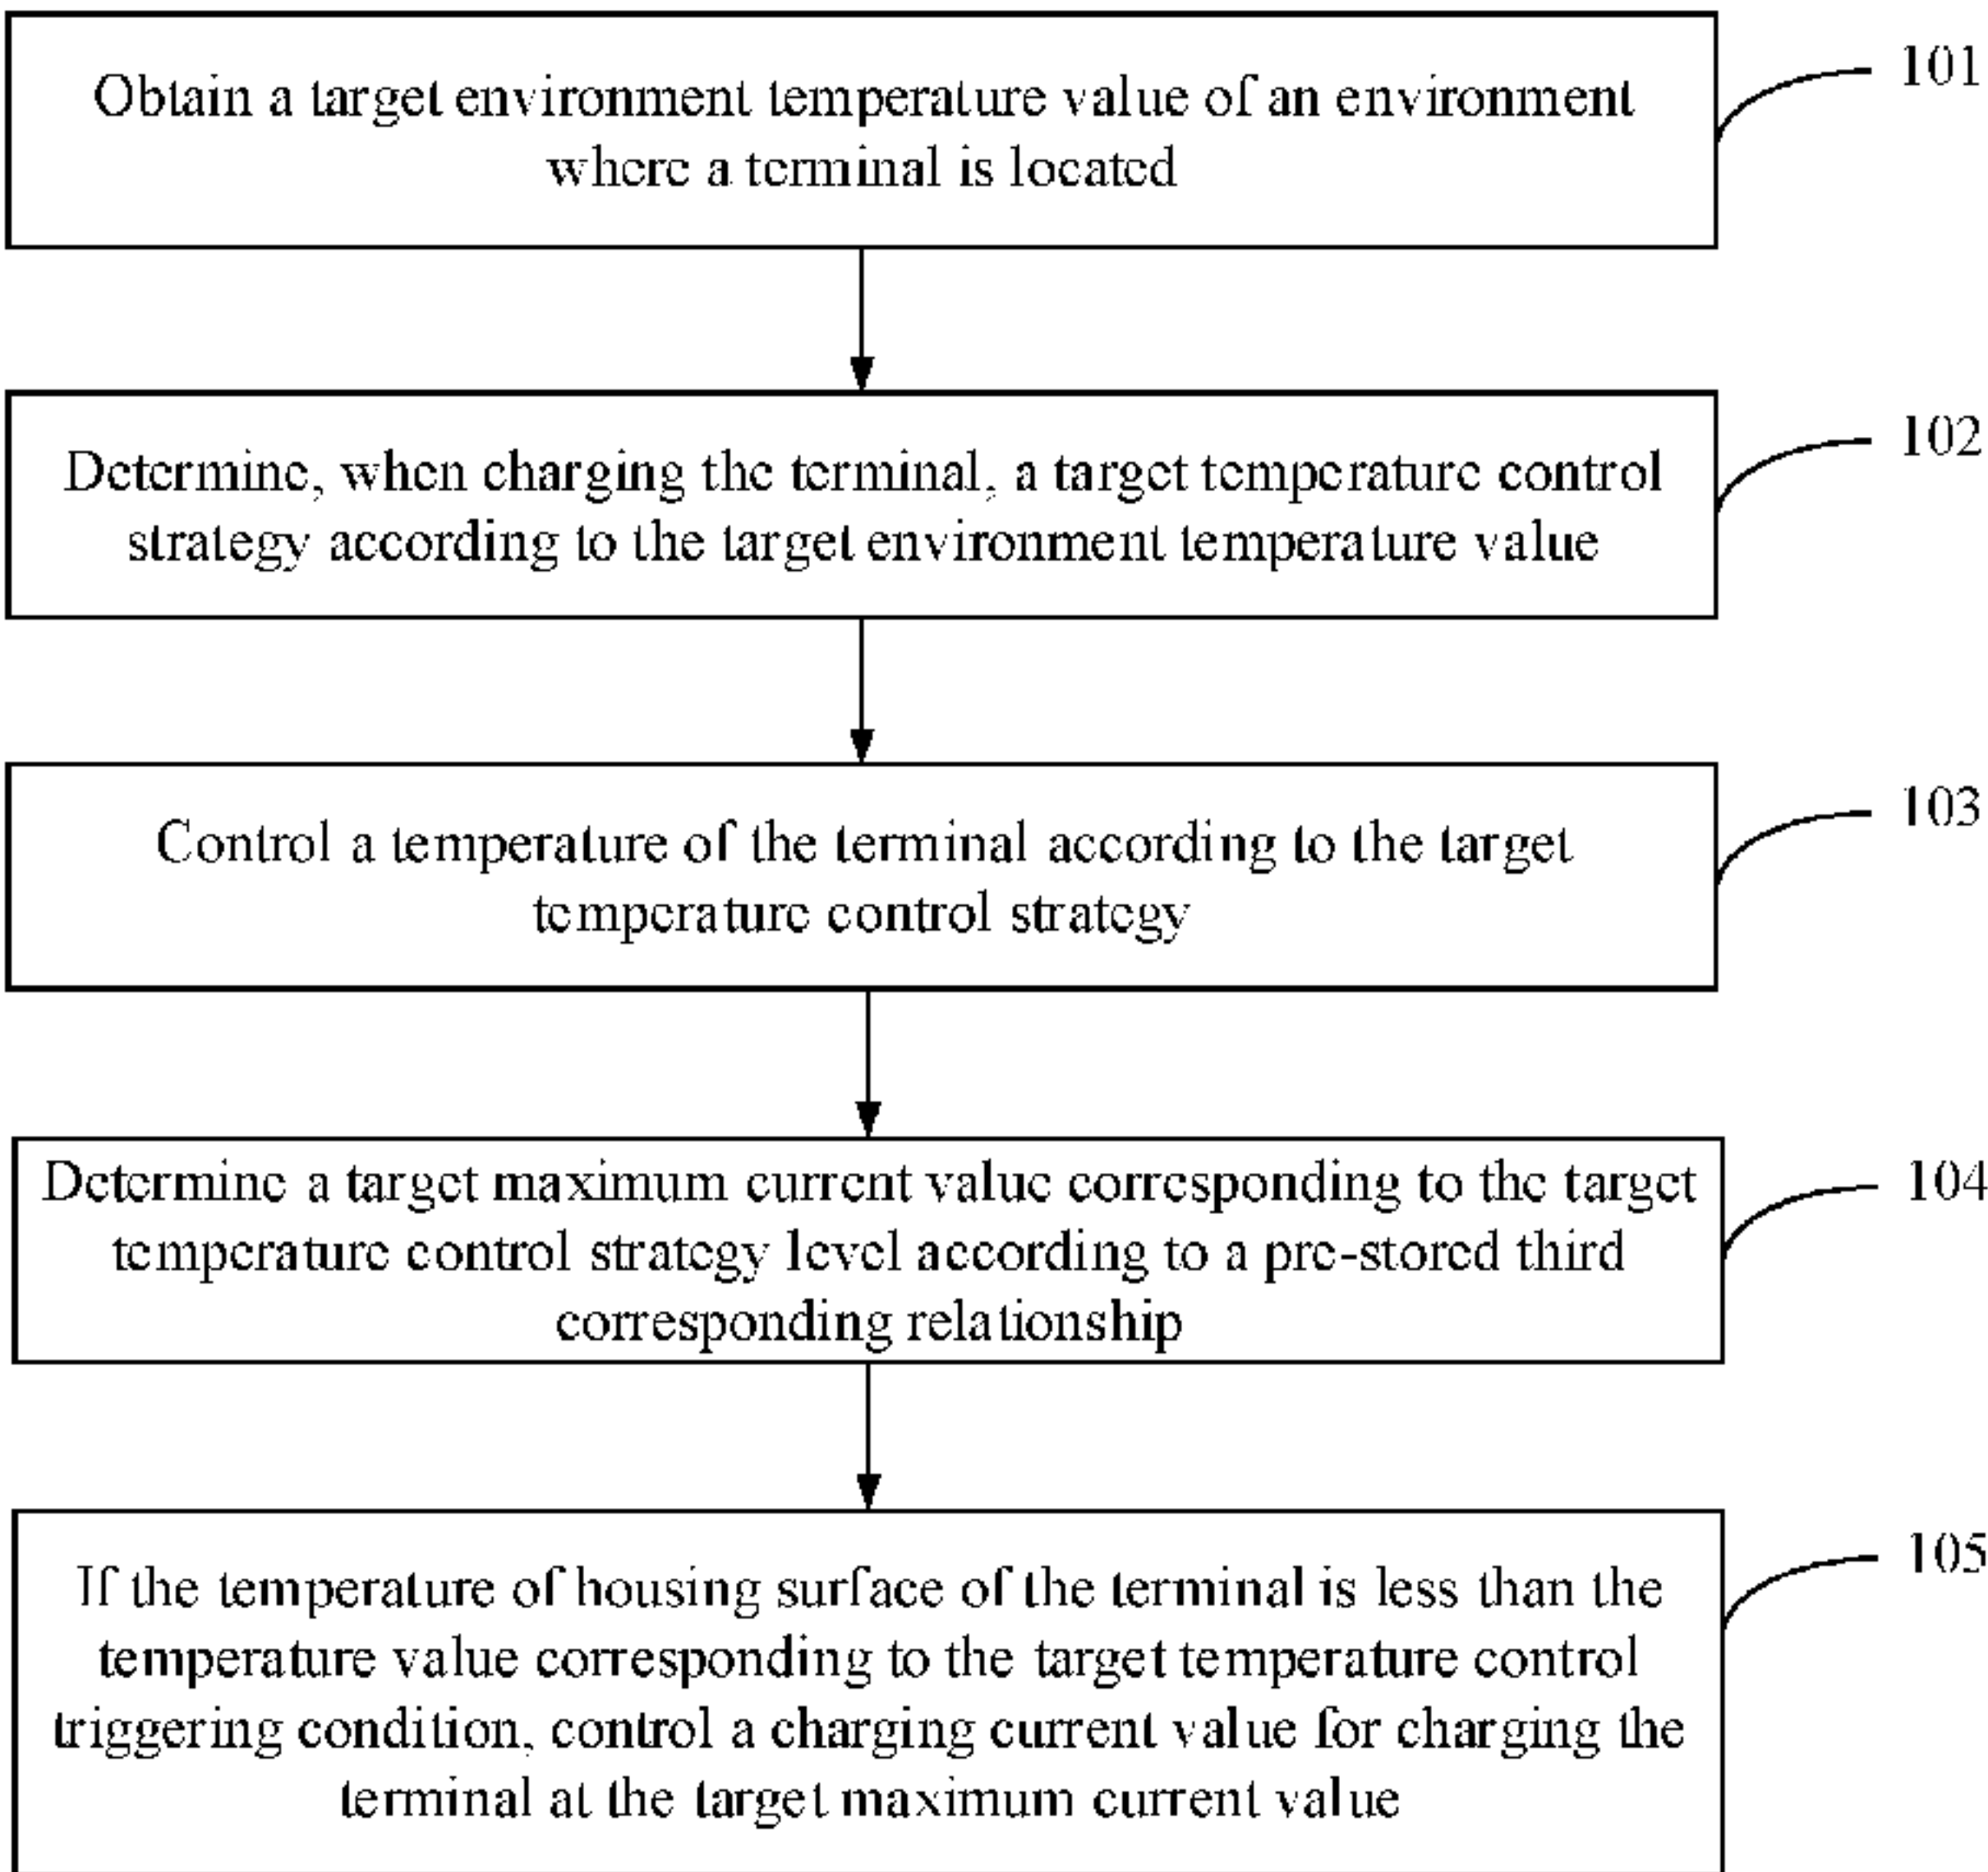 Obtain a target environment temperature value of an environment
where a terminal is located
101
Determine, when charging the terminal, a target temperature control
strategy according to the target environment temperature value
102
Control a temperature of the terminal according to the target
temperature control strategy
103
Determine a target maximum current value corresponding to the target
temperature control strategy level according to a pre-stored third
corresponding relationship
104
If the temperature of housing surface of the terminal is less than the
temperature value corresponding to the target temperature control
triggering condition, control a charging current value for charging the
terminal at the target maximum current value
105